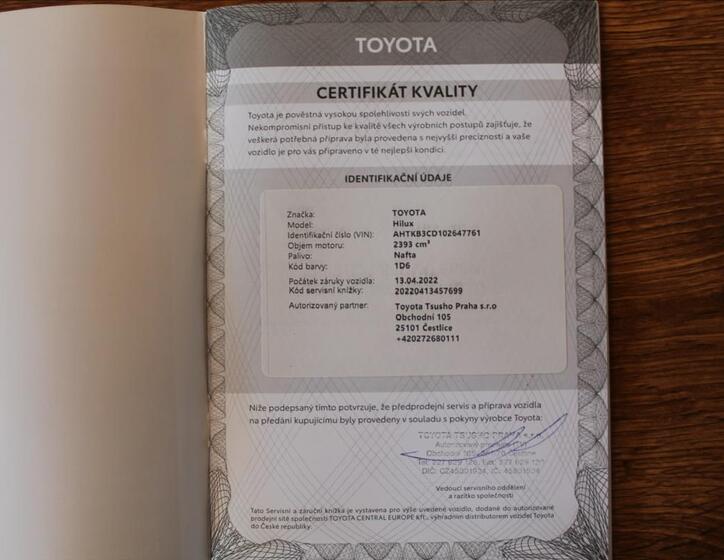 TOYOTA
CERTIFIKÁT KVALITY
Toyota je pověstná vysokou spolehlivostí svých vozidel.
Nekompromisní přístup ke kvalitě všech výrobních postupů zajišťuje, že
veškerá potřebná příprava byla provedena s nejvyšší precizností a vaše
vozidlo je pro vás připraveno v té nejlepší kondici.
IDENTIFIKAČNÍ ÚDAJE
Značka: TOYOTA
Model: Hilux
Identifikační číslo (VIN): AHTKB3CD102647761
Objem motoru: 2393 cm³
Palivo: Nafta
Kód barvy: 1D6
Počátek záruky vozidla: 13.04.2022
Kód servisní knížky: 20220413457699
Autorizovaný partner: Toyota Tsusho Praha s.r.o
Obchodní 105
25101 Čestlice
+420272680111
Níže podepsaný tímto potvrzuje, že předprodejní servis a příprava vozidla
na předání kupujícímu byly provedeny v souladu s pokyny výrobce Toyota:
TOYOTA TSUSHO PRAHA
Obchodní 105
Vedoucí servisního oddělení
a razítko společnosti
Tato Servisní a záruční knížka je vystavena pro výše uvedené vozidlo, dodané do autorizované
prodejní sítě společností TOYOTA CENTRAL EUROPE kft., výhradním distributorem vozidel Toyota
do České republiky.